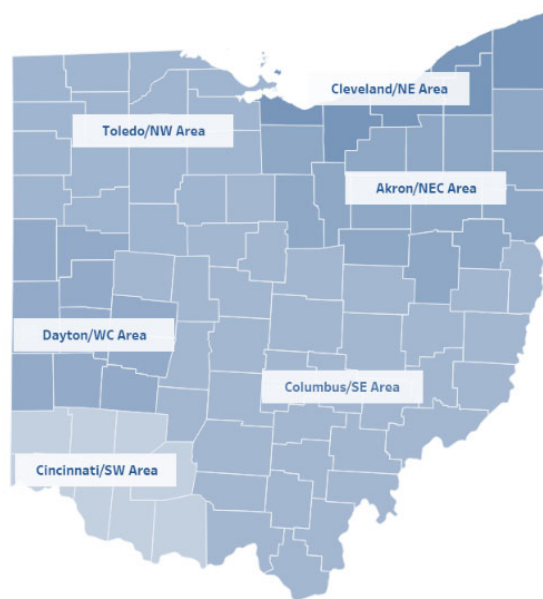 Cleveland/NE Area
Toledo/NW Area
Akron/NEC Area
Dayton/WC Area
Columbus/SE Area
Cincinnati/SW Area